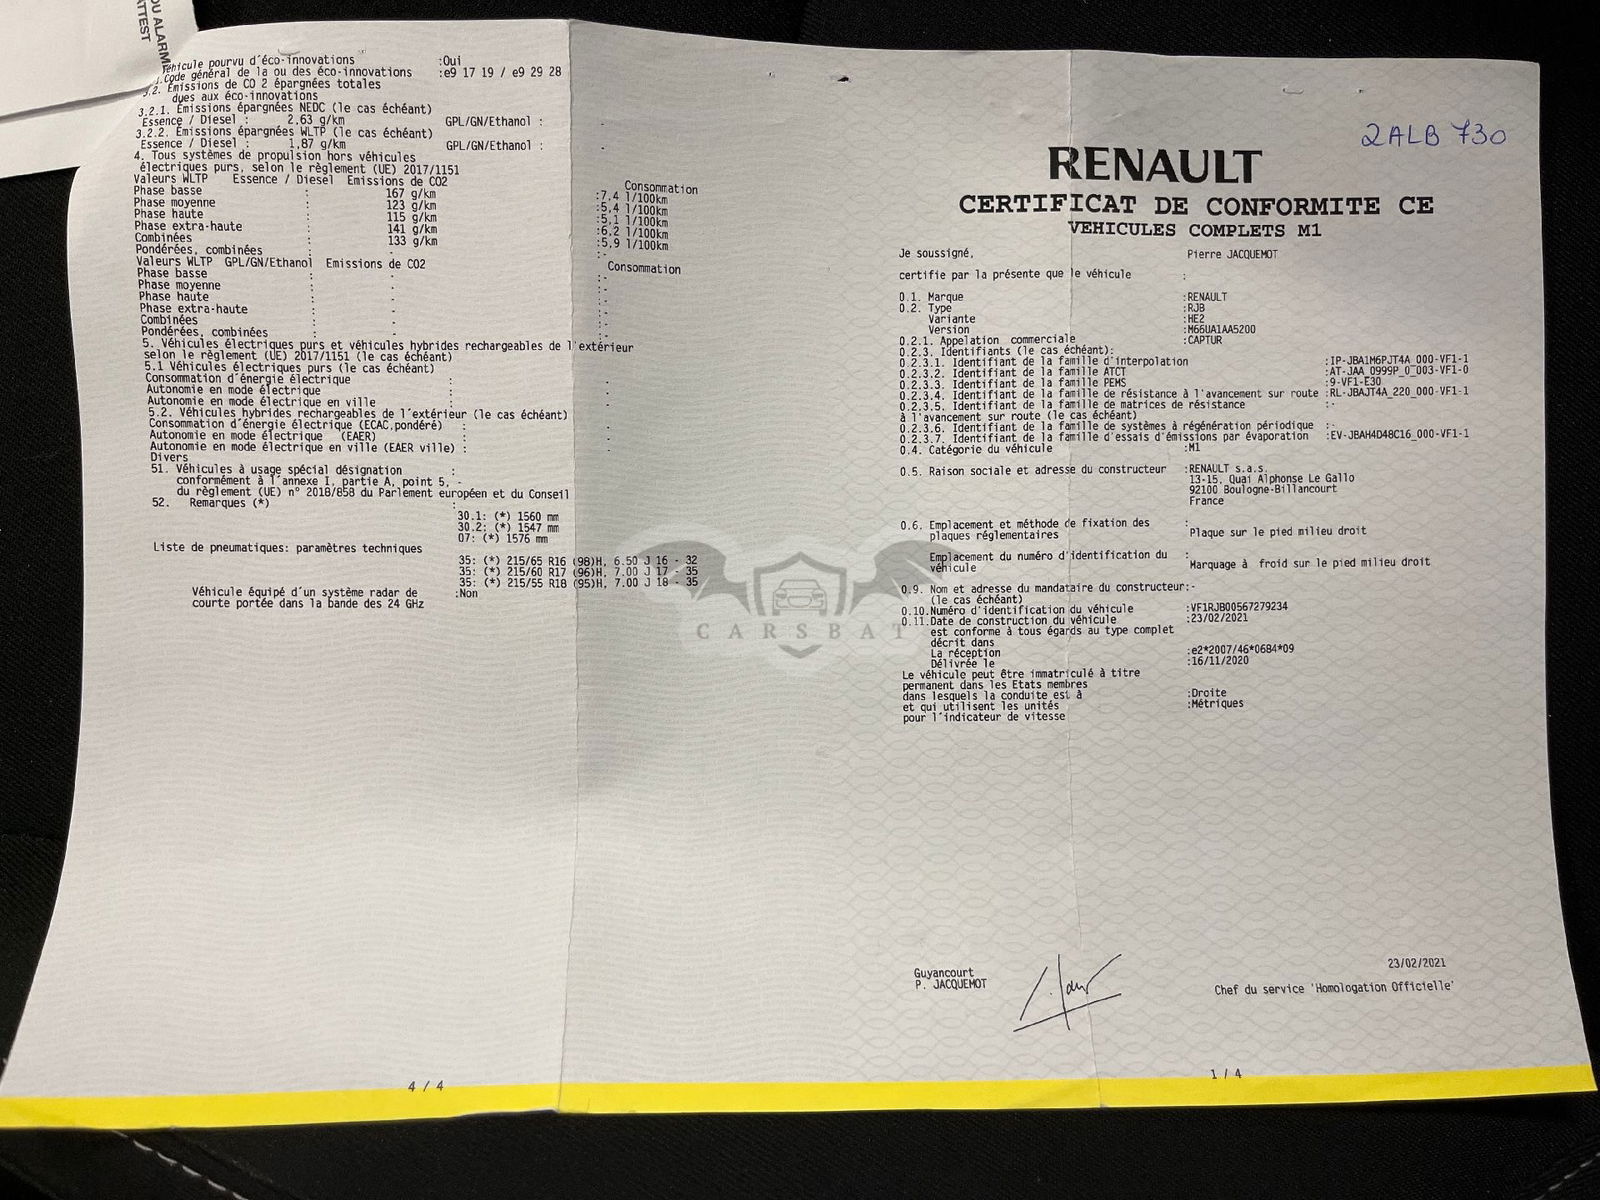 OU ALARM
ATTEST
Véhicule pourvu d'éco-innovations :Oui
.Code général de la ou des éco-innovations :e9 17 19 / e9 29 28
3.2. Emissions de CO 2 épargnées totales
dues aux éco-innovations
3.2.1. Emissions épargnées NEDC (le cas échéant)
Essence / Diesel : 2,63 g/km GPL/GN/Ethanol : -
3.2.2. Emissions épargnées WLTP (le cas échéant)
Essence / Diesel : 1,87 g/km GPL/GN/Ethanol : -
4. Tous systèmes de propulsion hors véhicules
électriques purs, selon le règlement (UE) 2017/1151
Valeurs WLTP Essence / Diesel Emissions de CO2 Consommation
Phase basse : 167 g/km :7.4 l/100km
Phase moyenne : 123 g/km :5.4 l/100km
Phase haute : 115 g/km :5.1 l/100km
Phase extra-haute : 141 g/km :6.2 l/100km
Combinées : 133 g/km :5.9 l/100km
Pondérées, combinées : - :-
Valeurs WLTP GPL/GN/Ethanol Emissions de CO2 Consommation
Phase basse : - :-
Phase moyenne : - :-
Phase haute : - :-
Phase extra-haute : - :-
Combinées : - :-
Pondérées, combinées : - :-
5. Véhicules électriques purs et véhicules hybrides rechargeables de l'extérieur
selon le règlement (UE) 2017/1151 (le cas échéant)
5.1 Véhicules électriques purs (le cas échéant)
Consommation d'énergie électrique : -
Autonomie en mode électrique : -
Autonomie en mode électrique en ville : -
5.2. Véhicules hybrides rechargeables de l'extérieur (le cas échéant)
Consommation d'énergie électrique (ECAC,pondéré) : -
Autonomie en mode électrique (EAER) : -
Autonomie en mode électrique en ville (EAER ville) : -
Divers
51. Véhicules à usage spécial désignation :
conformément à l'annexe I, partie A, point 5, -
du règlement (UE) n° 2018/858 du Parlement européen et du Conseil
52. Remarques (*) :
30.1: (*) 1560 mm
30.2: (*) 1547 mm
07: (*) 1576 mm
Liste de pneumatiques: paramètres techniques
35: (*) 215/65 R16 (98)H, 6.50 J 16 - 32
35: (*) 215/60 R17 (96)H, 7.00 J 17 - 35
35: (*) 215/55 R18 (95)H, 7.00 J 18 - 35
Véhicule équipé d'un système radar de :Non
courte portée dans la bande des 24 GHz
4 / 4
CARSBAT
2ALB 730
RENAULT
CERTIFICAT DE CONFORMITE CE
VEHICULES COMPLETS M1
Je soussigné, Pierre JACQUEMOT
certifie par la présente que le véhicule :
0.1. Marque :RENAULT
0.2. Type :RJB
Variante :HE2
Version :M66UA1AA5200
0.2.1. Appelation commerciale :CAPTUR
0.2.3. Identifiants (le cas échéant):
0.2.3.1. Identifiant de la famille d'interpolation :IP-JBA1M6PJT4A_000-VF1-1
0.2.3.2. Identifiant de la famille ATCT :AT-JAA_0999P_0_003-VF1-0
0.2.3.3. Identifiant de la famille PEMS :9-VF1-E30
0.2.3.4. Identifiant de la famille de résistance à l'avancement sur route :RL-JBAJT4A_220_000-VF1-1
0.2.3.5. Identifiant de la famille de matrices de résistance :-
à l'avancement sur route (le cas échéant)
0.2.3.6. Identifiant de la famille de systèmes à régénération périodique :-
0.2.3.7. Identifiant de la famille d'essais d'émissions par évaporation :EV-JBAH4D48C16_000-VF1-1
0.4. Catégorie du véhicule :M1
0.5. Raison sociale et adresse du constructeur :RENAULT s.a.s.
13-15, Quai Alphonse Le Gallo
92100 Boulogne-Billancourt
France
0.6. Emplacement et méthode de fixation des :
plaques réglementaires Plaque sur le pied milieu droit
Emplacement du numéro d'identification du :
véhicule Marquage à froid sur le pied milieu droit
0.9. Nom et adresse du mandataire du constructeur:-
(le cas échéant)
0.10.Numéro d'identification du véhicule :VF1RJB00567279234
0.11.Date de construction du véhicule :23/02/2021
est conforme à tous égards au type complet
décrit dans
La réception :e2*2007/46*0684*09
Délivrée le :16/11/2020
Le véhicule peut être immatriculé à titre
permanent dans les Etats membres
dans lesquels la conduite est à :Droite
et qui utilisent les unités :Métriques
pour l'indicateur de vitesse
23/02/2021
Guyancourt
P. JACQUEMOT
Chef du service 'Homologation Officielle'
1 / 4